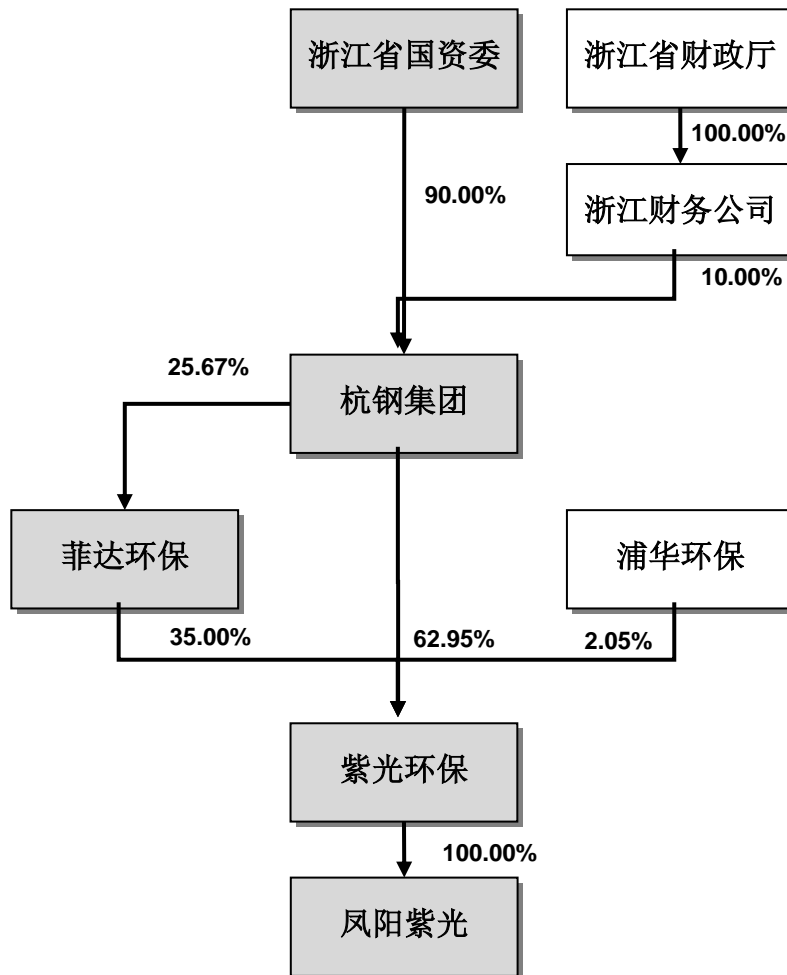 浙江省国资委
浙江省财政厅
100.00%
90.00%
浙江财务公司
10.00%
25.67%
杭钢集团
菲达环保
浦华环保
35.00%
62.95%
2.05%
紫光环保
100.00%
凤阳紫光